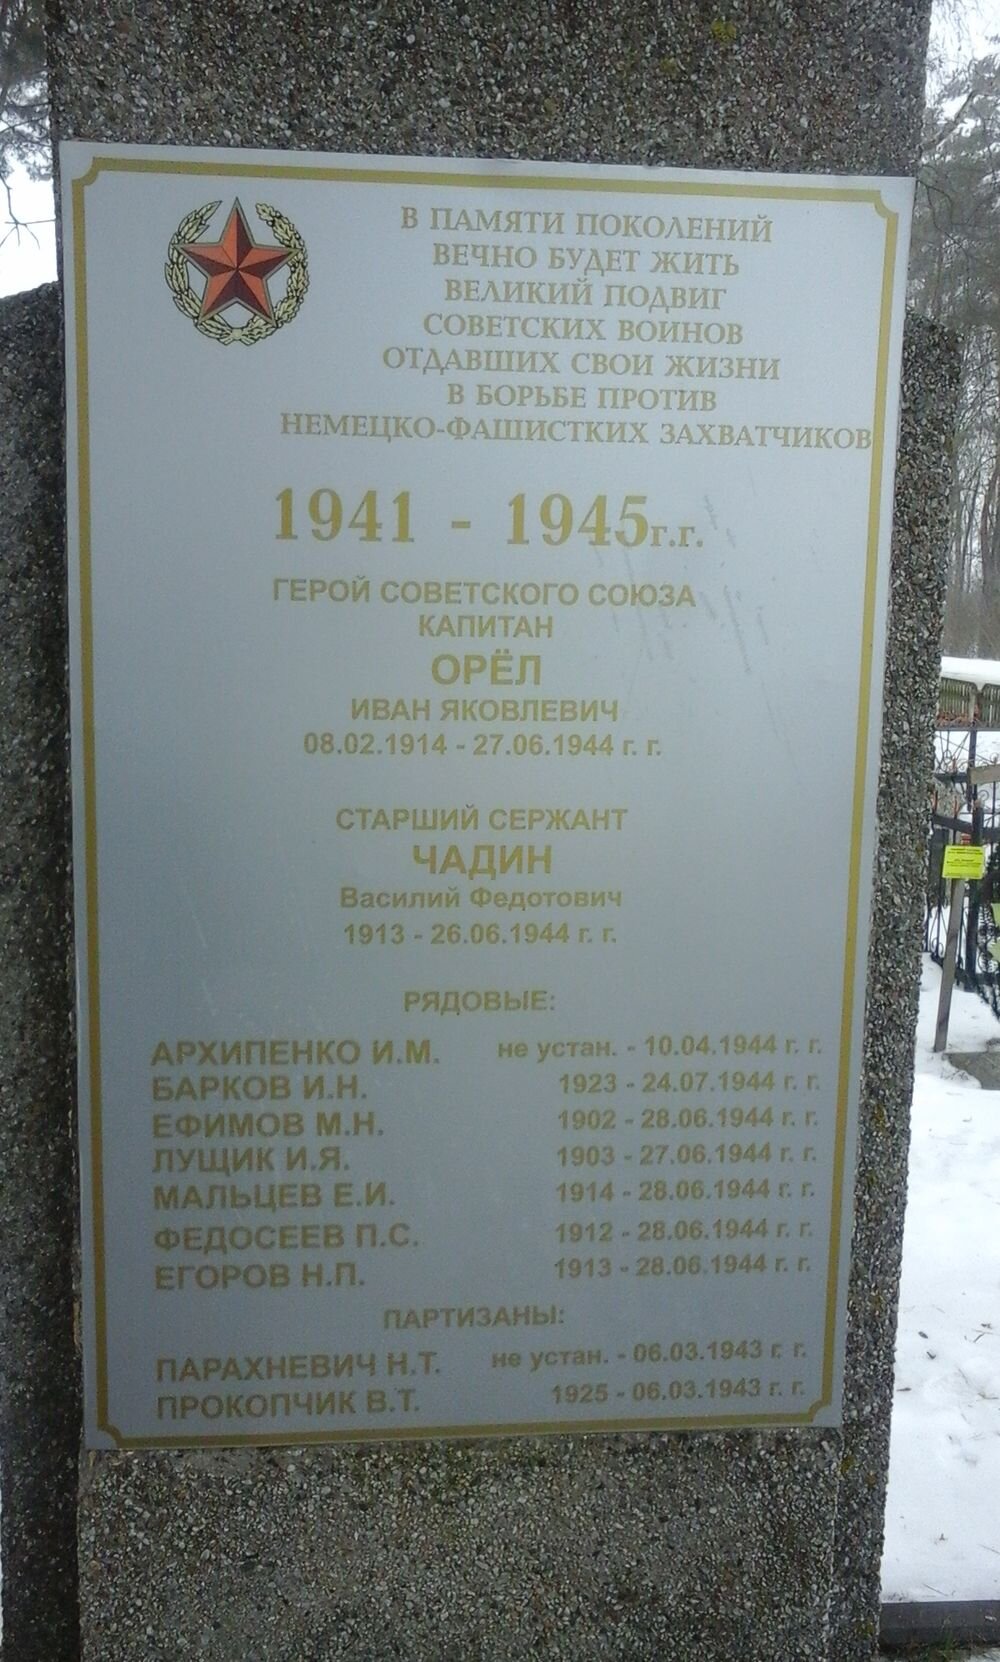 В ПАМЯТИ ПОКОЛЕНИЙ
ВЕЧНО БУДЕТ ЖИТЬ
ВЕЛИКИЙ ПОДВИГ
СОВЕТСКИХ ВОИНОВ
ОТДАВШИХ СВОИ ЖИЗНИ
В БОРЬБЕ ПРОТИВ
НЕМЕЦКО-ФАШИСТКИХ ЗАХВАТЧИКОВ
1941 - 1945г.г.
ГЕРОЙ СОВЕТСКОГО СОЮЗА
КАПИТАН
ОРЁЛ
ИВАН ЯКОВЛЕВИЧ
08.02.1914 - 27.06.1944 г. г.
СТАРШИЙ СЕРЖАНТ
ЧАДИН
Василий Федотович
1913 - 26.06.1944 г. г.
РЯДОВЫЕ:
АРХИПЕНКО И.М. не устан. - 10.04.1944 г. г.
БАРКОВ И.Н. 1923 - 24.07.1944 г. г.
ЕФИМОВ М.Н. 1902 - 28.06.1944 г. г.
ЛУЩИК И.Я. 1903 - 27.06.1944 г. г.
МАЛЬЦЕВ Е.И. 1914 - 28.06.1944 г. г.
ФЕДОСЕЕВ П.С. 1912 - 28.06.1944 г. г.
ЕГОРОВ Н.П. 1913 - 28.06.1944 г. г.
ПАРТИЗАНЫ:
ПАРАХНЕВИЧ Н.Т. не устан. - 06.03.1943 г. г.
ПРОКОПЧИК В.Т. 1925 - 06.03.1943 г. г.